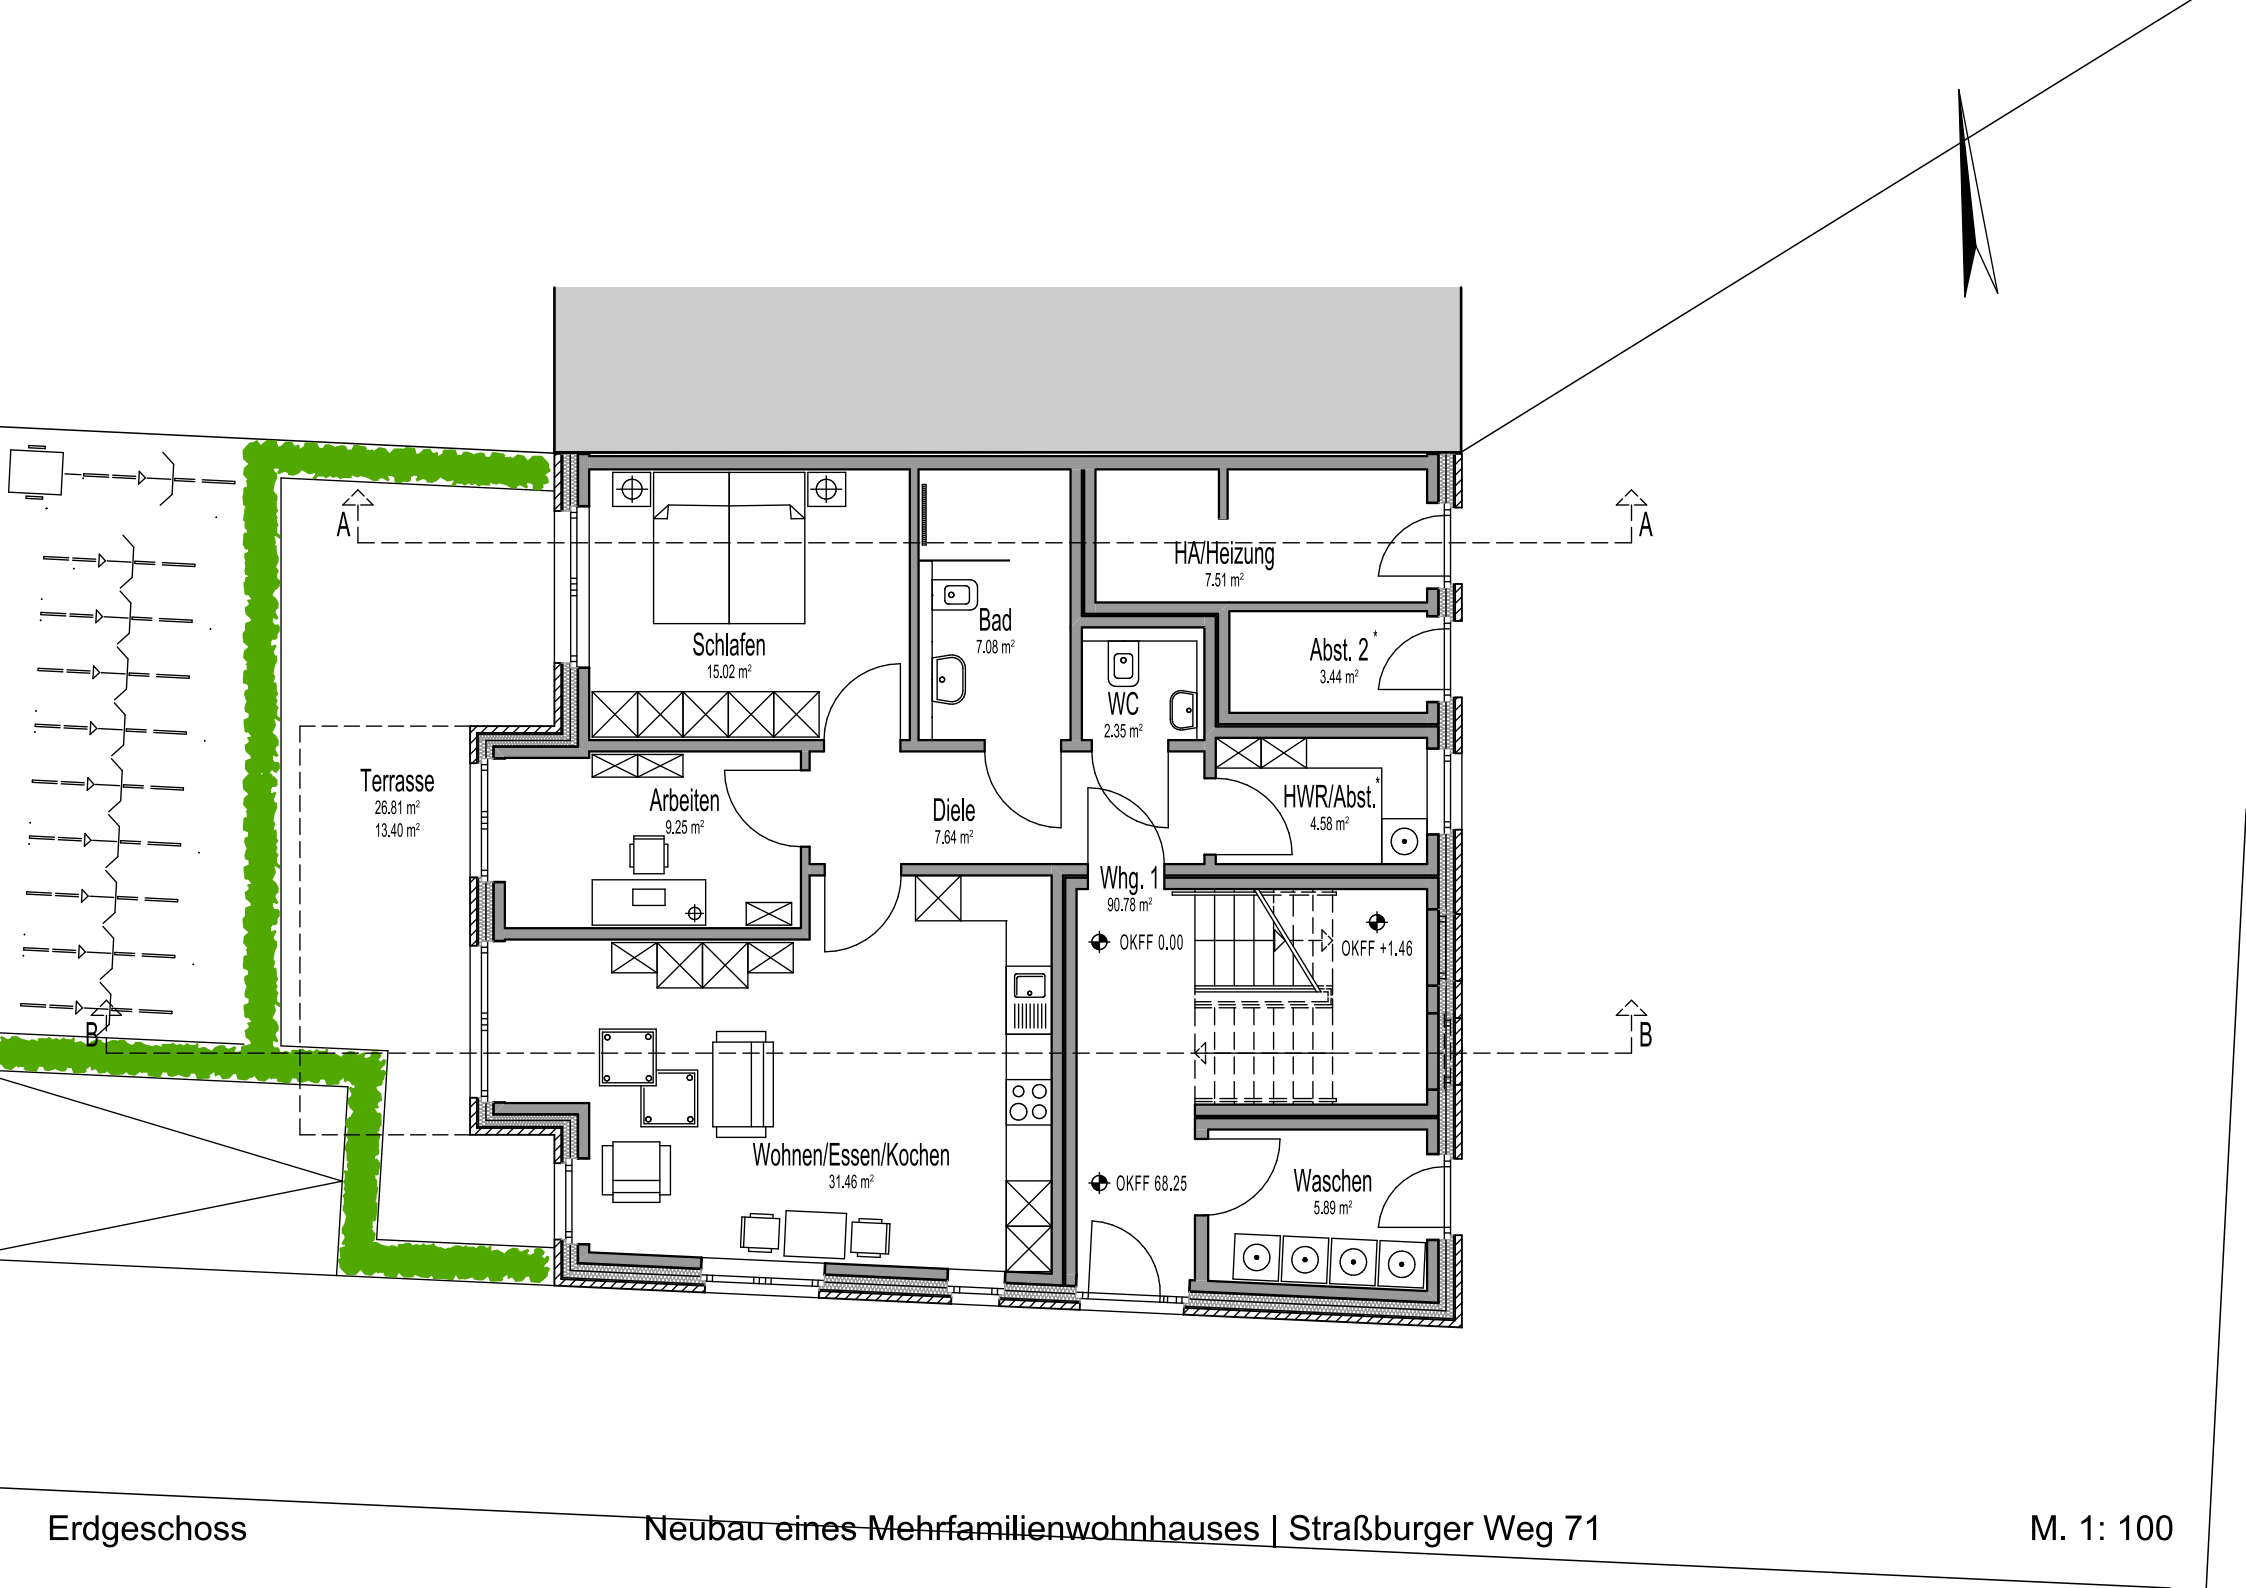 A
A
HA/Heizung
7.51 m²
Bad
7.08 m²
Schlafen
15.02 m²
Abst. 2 *
3.44 m²
WC
2.35 m²
Terrasse
26.81 m²
13.40 m²
Arbeiten
9.25 m²
Diele
7.64 m²
HWR/Abst. *
4.58 m²
Whg. 1
90.78 m²
OKFF 0.00
OKFF +1.46
B
B
Wohnen/Essen/Kochen
31.46 m²
OKFF 68.25
Waschen
5.89 m²
Erdgeschoss
Neubau eines Mehrfamilienwohnhauses | Straßburger Weg 71
M. 1: 100